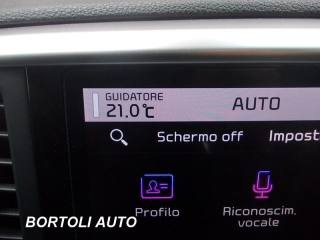 GUIDATORE
21.0°C AUTO
Schermo off Impost
Profilo Riconoscim.
vocale
BORTOLI AUTO